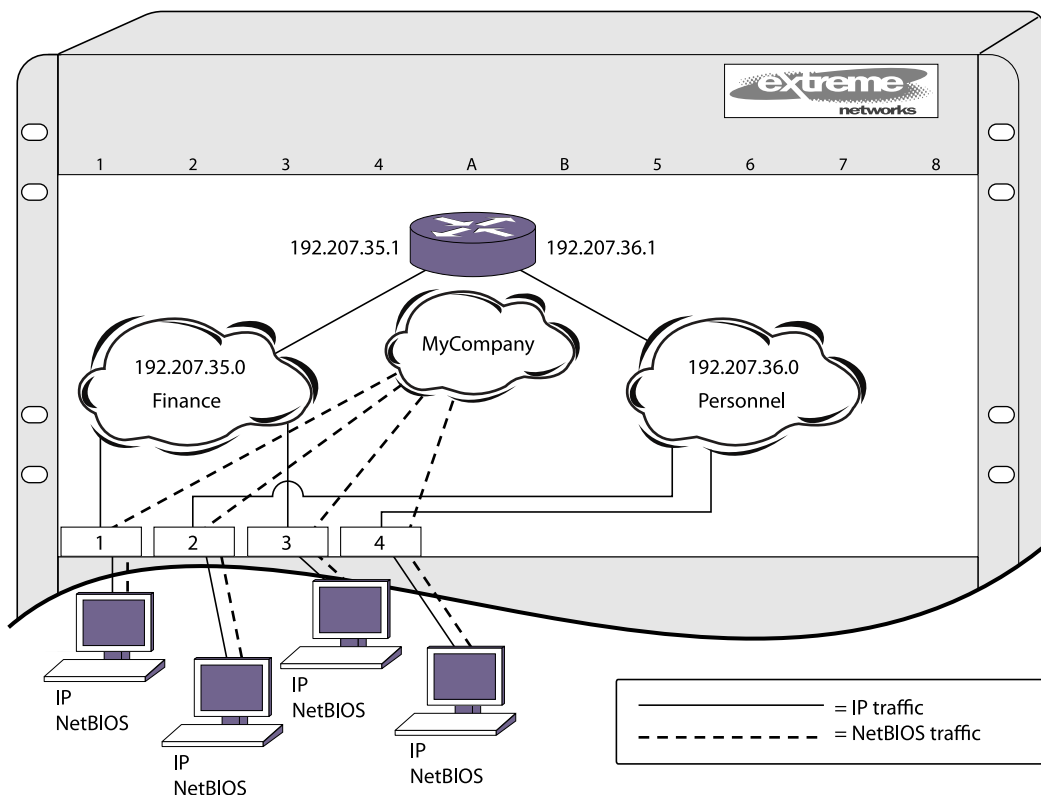 extreme
networks
1 2 3 4 A B 5 6 7 8
192.207.35.1
192.207.36.1
MyCompany
192.207.35.0
Finance
192.207.36.0
Personnel
1 2 3 4
IP
NetBIOS
IP
NetBIOS
IP
NetBIOS
IP
NetBIOS
= IP traffic
= NetBIOS traffic